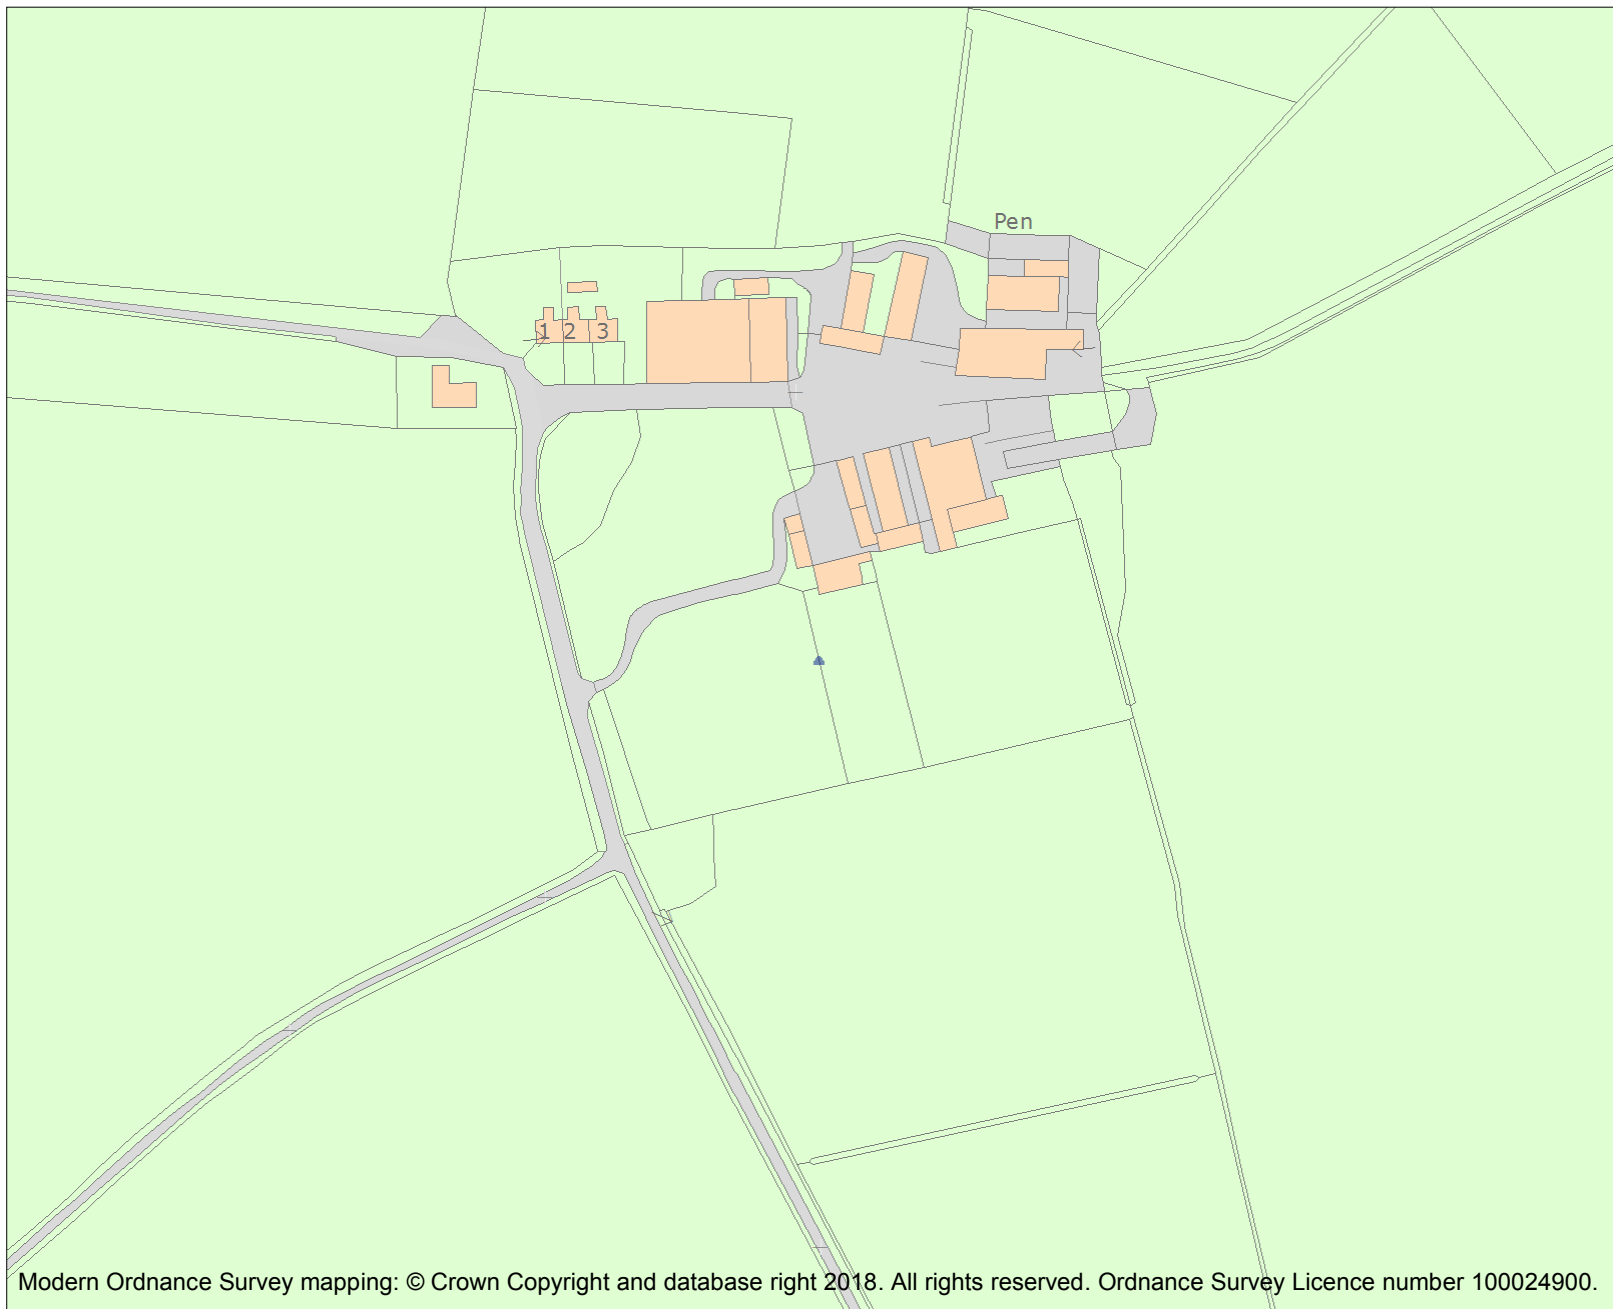 Pen
1 2 3
Modern Ordnance Survey mapping: © Crown Copyright and database right 2018. All rights reserved. Ordnance Survey Licence number 100024900.